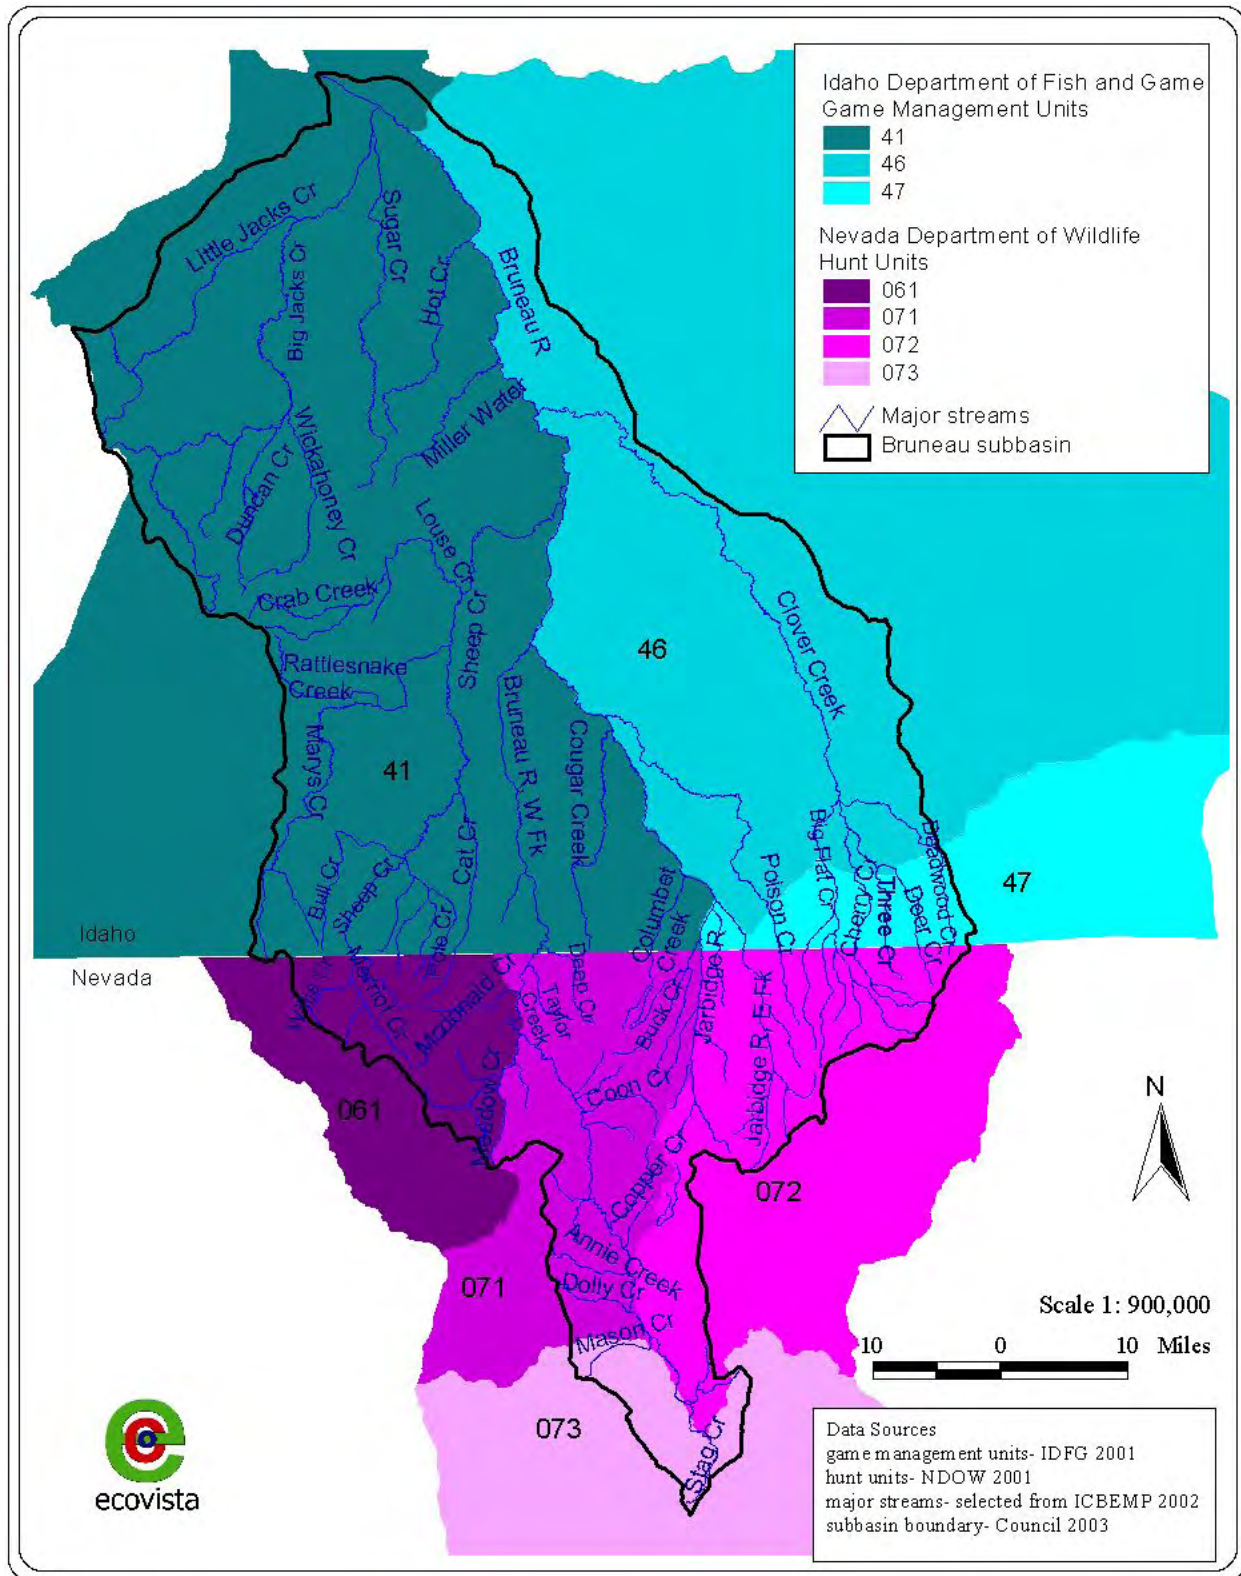 Idaho Department of Fish and Game
Game Management Units
41
46
47
Nevada Department of Wildlife
Hunt Units
061
071
072
073
Major streams
Bruneau subbasin
Little Jacks Cr
Big Jacks Cr
Sugar Cr
Hot Cr
Bruneau R
Miller Water
Wickahoney Cr
Duncan Cr
Louse Cr
Crab Creek
Sheep Cr
Clover Creek
46
Rattlesnake
Creek
Bruneau R, W Fk
Cougar Creek
Marys Cr
41
Cat Cr
Big Flat Cr
Deadwood Cr
Bull Cr
Sheep Cr
Pole Cr
Columbet
Creek
Poison Cr
Cherry Cr
Three Cr
Deer Cr
47
Idaho
Nevada
Merriot Cr
Mcdonald Cr
Taylor
Creek
Deep Crr
Buck Cr
Jarbidge R
Jarbidge R, E Fk
Meadow Cr
Coon Cr
061
Copper Cr
072
N
Annie Creek
071
Dolly Cr
Mason Cr
Scale 1: 900,000
10 0 10 Miles
073
Stag Cr
ecovista
Data Sources
game management units- IDFG 2001
hunt units- NDOW 2001
major streams- selected from ICBEMP 2002
subbasin boundary- Council 2003